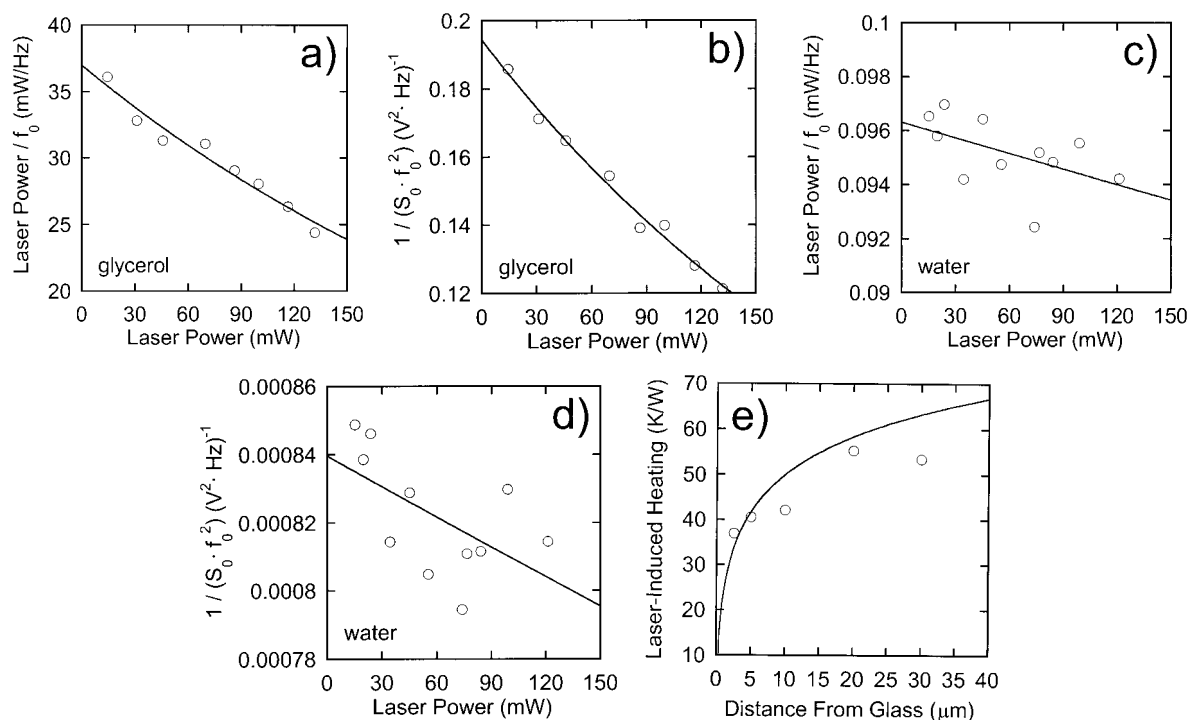 a)
Laser Power / f₀ (mW/Hz)
40
35
30
25
20
glycerol
0 30 60 90 120 150
Laser Power (mW)
b)
1 / (S₀ · f₀²) (V² · Hz)⁻¹
0.2
0.18
0.16
0.14
0.12
glycerol
0 30 60 90 120 150
Laser Power (mW)
c)
Laser Power / f₀ (mW/Hz)
0.1
0.098
0.096
0.094
0.092
0.09
water
0 30 60 90 120 150
Laser Power (mW)
d)
1 / (S₀ · f₀²) (V² · Hz)⁻¹
0.00086
0.00084
0.00082
0.0008
0.00078
water
0 30 60 90 120 150
Laser Power (mW)
e)
Laser-Induced Heating (K/W)
70
60
50
40
30
20
10
0 5 10 15 20 25 30 35 40
Distance From Glass (μm)